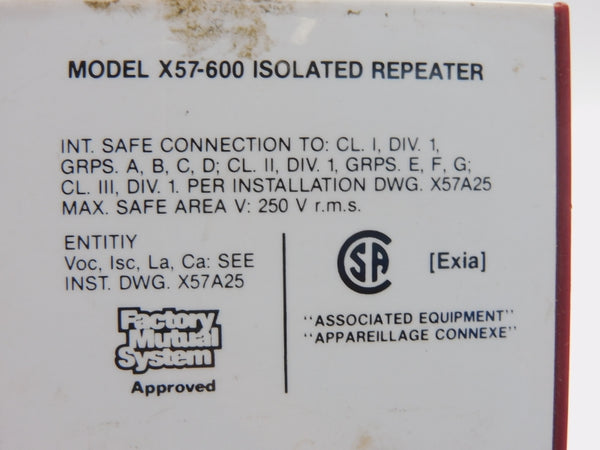 MODEL X57-600 ISOLATED REPEATER
INT. SAFE CONNECTION TO: CL. I, DIV. 1,
GRPS. A, B, C, D; CL. II, DIV. 1, GRPS. E, F, G;
CL. III, DIV. 1. PER INSTALLATION DWG. X57A25
MAX. SAFE AREA V: 250 V r.m.s.
ENTITIY
Voc, Isc, La, Ca: SEE
INST. DWG. X57A25
Factory
Mutual
System
Approved
CSA [Exia]
"ASSOCIATED EQUIPMENT"
"APPAREILLAGE CONNEXE"